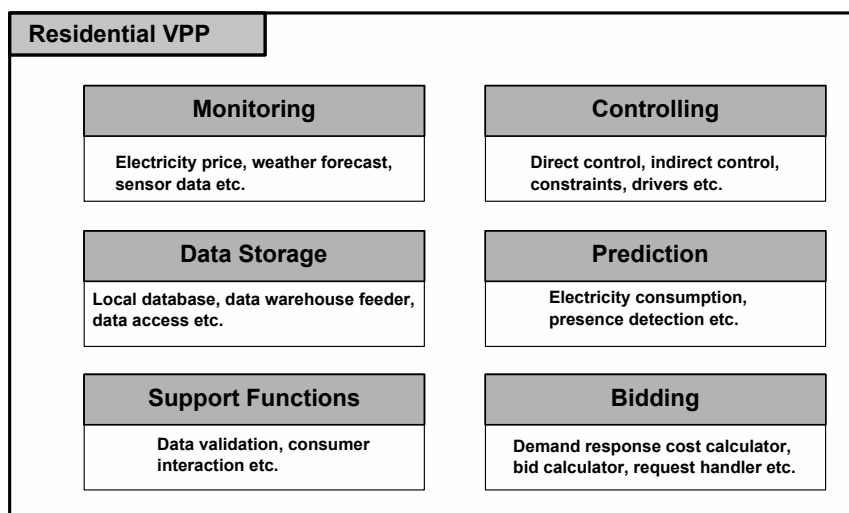 Residential VPP
Monitoring
Electricity price, weather forecast,
sensor data etc.
Controlling
Direct control, indirect control,
constraints, drivers etc.
Data Storage
Local database, data warehouse feeder,
data access etc.
Prediction
Electricity consumption,
presence detection etc.
Support Functions
Data validation, consumer
interaction etc.
Bidding
Demand response cost calculator,
bid calculator, request handler etc.